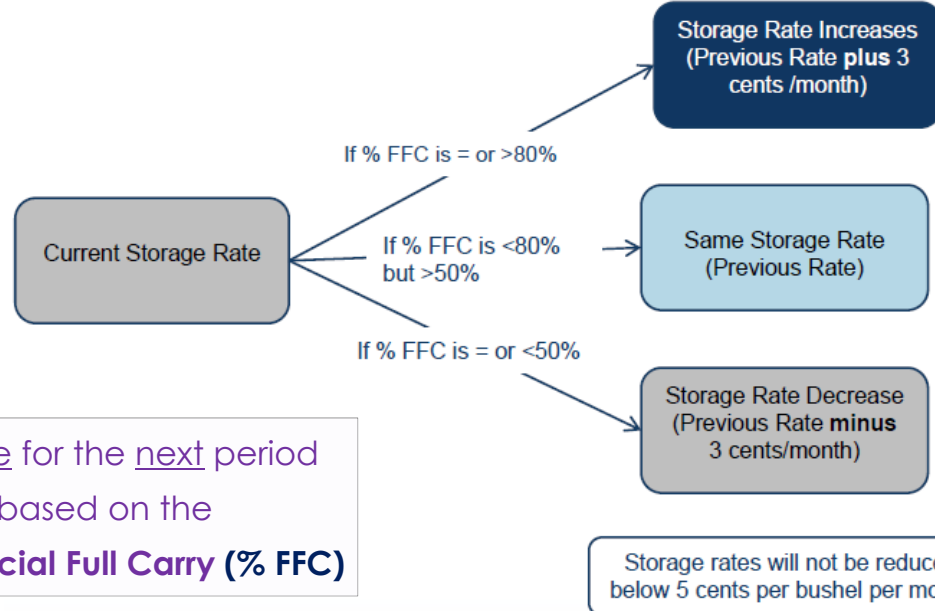 Storage Rate Increases
(Previous Rate plus 3
cents /month)
If % FFC is = or >80%
Current Storage Rate
If % FFC is <80%
but >50%
Same Storage Rate
(Previous Rate)
If % FFC is = or <50%
Storage Rate Decrease
(Previous Rate minus
3 cents/month)
for the next period
based on the
Full Carry (% FFC)
Storage rates will not be
below 5 cents per bushel per